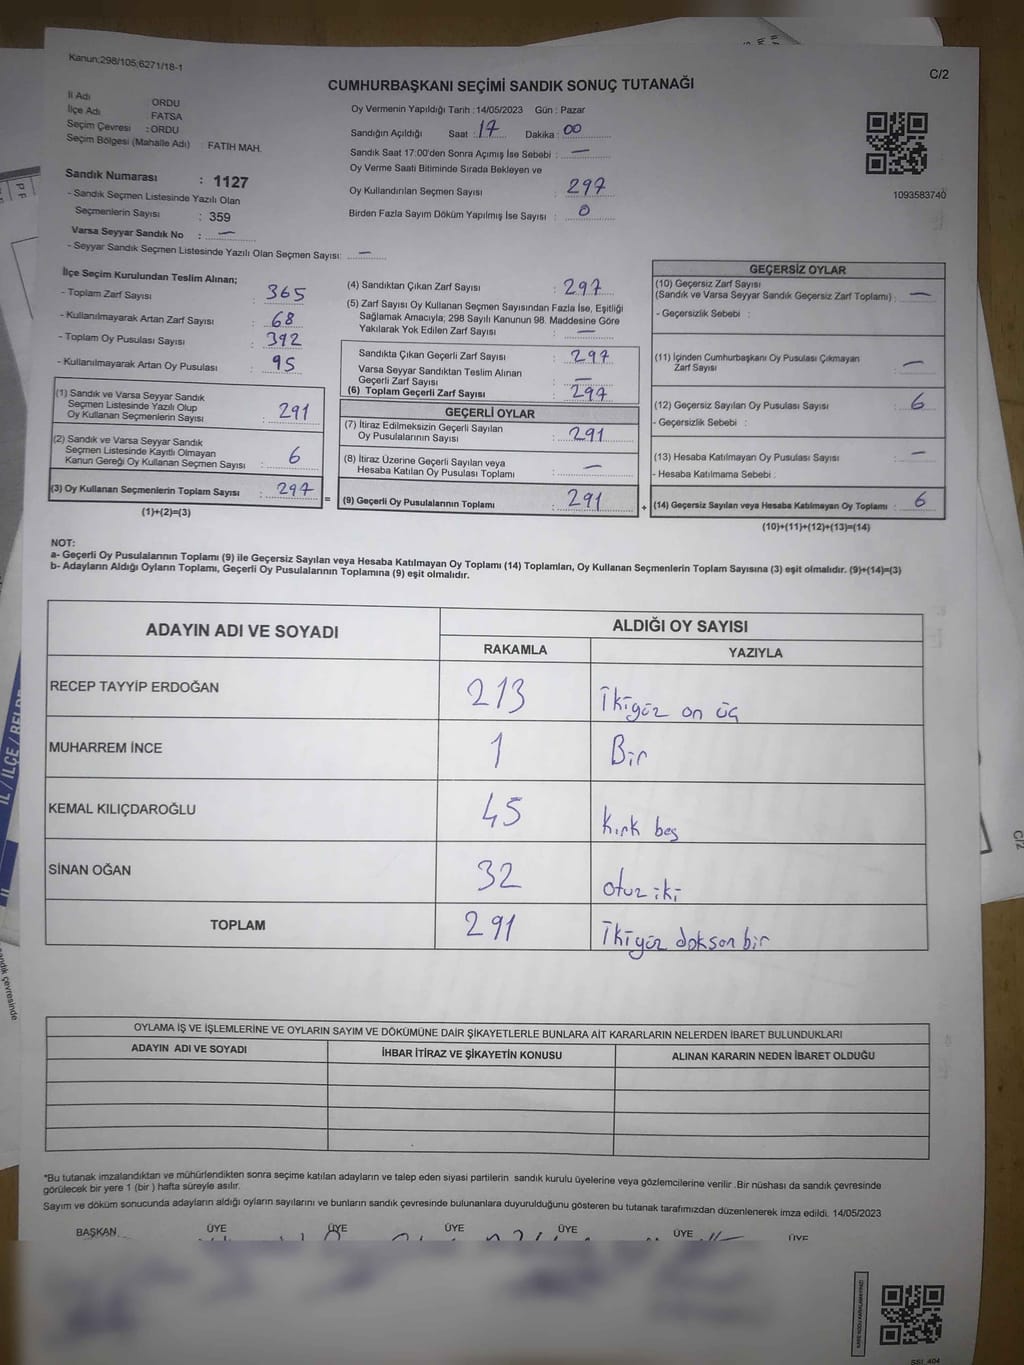 Kanun;298/105;6271/18-1
C/2
CUMHURBAŞKANI SEÇİMİ SANDIK SONUÇ TUTANAĞI
İl Adı ORDU
İlçe Adı : FATSA
Seçim Çevresi : ORDU
Seçim Bölgesi (Mahalle Adı) : FATIH MAH.
Sandık Numarası : 1127
- Sandık Seçmen Listesinde Yazılı Olan
Seçmenlerin Sayısı : 359
Varsa Seyyar Sandık No : —
- Seyyar Sandık Seçmen Listesinde Yazılı Olan Seçmen Sayısı: —
Oy Vermenin Yapıldığı Tarih : 14/05/2023 Gün : Pazar
Sandığın Açıldığı Saat : 17 Dakika : 00
Sandık Saat 17:00'den Sonra Açımış İse Sebebi : —
Oy Verme Saati Bitiminde Sırada Bekleyen ve
Oy Kullandırılan Seçmen Sayısı : 297
Birden Fazla Sayım Döküm Yapılmış İse Sayısı : 0
1093583740
İlçe Seçim Kurulundan Teslim Alınan;
- Toplam Zarf Sayısı : 365
- Kullanılmayarak Artan Zarf Sayısı : 68
- Toplam Oy Pusulası Sayısı : 392
- Kullanılmayarak Artan Oy Pusulası : 95
(1) Sandık ve Varsa Seyyar Sandık
Seçmen Listesinde Yazılı Olup
Oy Kullanan Seçmenlerin Sayısı : 291
(2) Sandık ve Varsa Seyyar Sandık
Seçmen Listesinde Kayıtlı Olmayan
Kanun Gereği Oy Kullanan Seçmen Sayısı : 6
(3) Oy Kullanan Seçmenlerin Toplam Sayısı : 297
(1)+(2)=(3)
=
(4) Sandıktan Çıkan Zarf Sayısı : 297
(5) Zarf Sayısı Oy Kullanan Seçmen Sayısından Fazla İse, Eşitliği
Sağlamak Amacıyla; 298 Sayılı Kanunun 98. Maddesine Göre
Yakılarak Yok Edilen Zarf Sayısı : —
Sandıkta Çıkan Geçerli Zarf Sayısı : 297
Varsa Seyyar Sandıktan Teslim Alınan
Geçerli Zarf Sayısı : —
(6) Toplam Geçerli Zarf Sayısı : 297
GEÇERLİ OYLAR
(7) İtiraz Edilmeksizin Geçerli Sayılan
Oy Pusulalarının Sayısı : 291
(8) İtiraz Üzerine Geçerli Sayılan veya
Hesaba Katılan Oy Pusulası Toplamı : —
(9) Geçerli Oy Pusulalarının Toplamı : 291
+
GEÇERSİZ OYLAR
(10) Geçersiz Zarf Sayısı
(Sandık ve Varsa Seyyar Sandık Geçersiz Zarf Toplamı) : —
- Geçersizlik Sebebi :
(11) İçinden Cumhurbaşkanı Oy Pusulası Çıkmayan
Zarf Sayısı : —
(12) Geçersiz Sayılan Oy Pusulası Sayısı : 6
- Geçersizlik Sebebi :
(13) Hesaba Katılmayan Oy Pusulası Sayısı : —
- Hesaba Katılmama Sebebi :
(14) Geçersiz Sayılan veya Hesaba Katılmayan Oy Toplamı : 6
(10)+(11)+(12)+(13)=(14)
NOT:
a- Geçerli Oy Pusulalarının Toplamı (9) ile Geçersiz Sayılan veya Hesaba Katılmayan Oy Toplamı (14) Toplamları, Oy Kullanan Seçmenlerin Toplam Sayısına (3) eşit olmalıdır. (9)+(14)=(3)
b- Adayların Aldığı Oyların Toplamı, Geçerli Oy Pusulalarının Toplamına (9) eşit olmalıdır.
ADAYIN ADI VE SOYADI ALDIĞI OY SAYISI
RAKAMLA YAZIYLA
RECEP TAYYİP ERDOĞAN 213 İkiyüz on üç
MUHARREM İNCE 1 Bir
KEMAL KILIÇDAROĞLU 45 Kırk beş
SİNAN OĞAN 32 otuz iki
TOPLAM 291 İkiyüz doksan bir
OYLAMA İŞ VE İŞLEMLERİNE VE OYLARIN SAYIM VE DÖKÜMÜNE DAİR ŞİKAYETLERLE BUNLARA AİT KARARLARIN NELERDEN İBARET BULUNDUKLARI
ADAYIN ADI VE SOYADI İHBAR İTİRAZ VE ŞİKAYETİN KONUSU ALINAN KARARIN NEDEN İBARET OLDUĞU
*Bu tutanak imzalandıktan ve mühürlendikten sonra seçime katılan adayların ve talep eden siyasi partilerin sandık kurulu üyelerine veya gözlemcilerine verilir .Bir nüshası da sandık çevresinde
görülecek bir yere 1 (bir ) hafta süreyle asılır.
Sayım ve döküm sonucunda adayların aldığı oyların sayılarını ve bunların sandık çevresinde bulunanlara duyurulduğunu gösteren bu tutanak tarafımızdan düzenlenerek imza edildi. 14/05/2023
BAŞKAN ÜYE ÜYE ÜYE ÜYE ÜYE ÜYE
İL / İLÇE /
C/2
sandık çevresinde